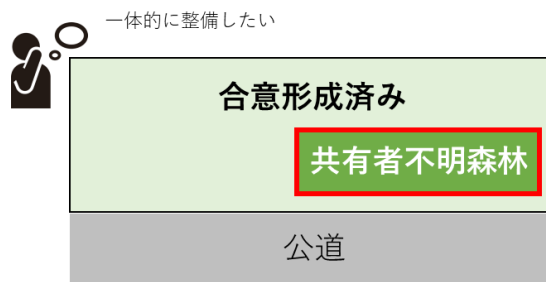 一体的に整備したい
合意形成済み
共有者不明森林
公道